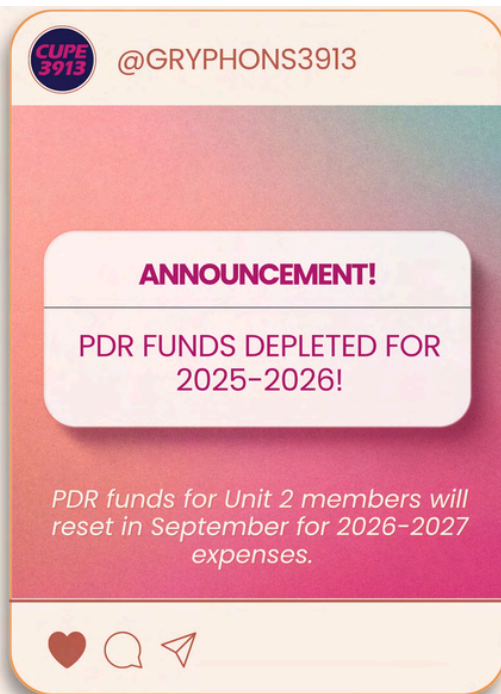 CUPE
3913
@GRYPHONS3913
ANNOUNCEMENT!
PDR FUNDS DEPLETED FOR
2025-2026!
PDR funds for Unit 2 members will
reset in September for 2026-2027
expenses.